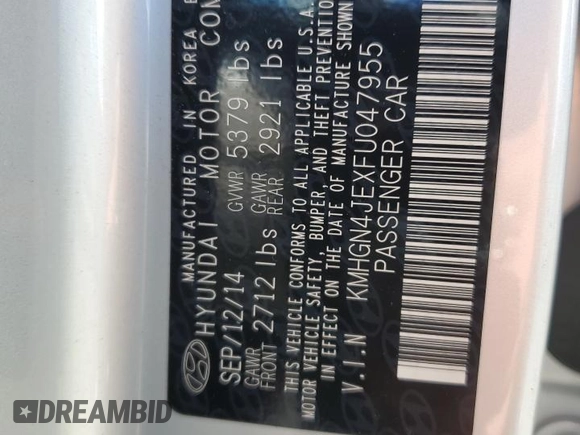 MANUFACTURED IN KOREA
HYUNDAI MOTOR COM
SEP/12/14 GVWR 5379 lbs
GAWR FRONT 2712 lbs GAWR REAR 2921 lbs
THIS VEHICLE CONFORMS TO ALL APPLICABLE U.S.A.
MOTOR VEHICLE SAFETY, BUMPER, AND THEFT PREVENTION
IN EFFECT ON THE DATE OF MANUFACTURE SHOWN
V.I.N KMHGN4JEXFU047955
PASSENGER CAR
DREAMBID